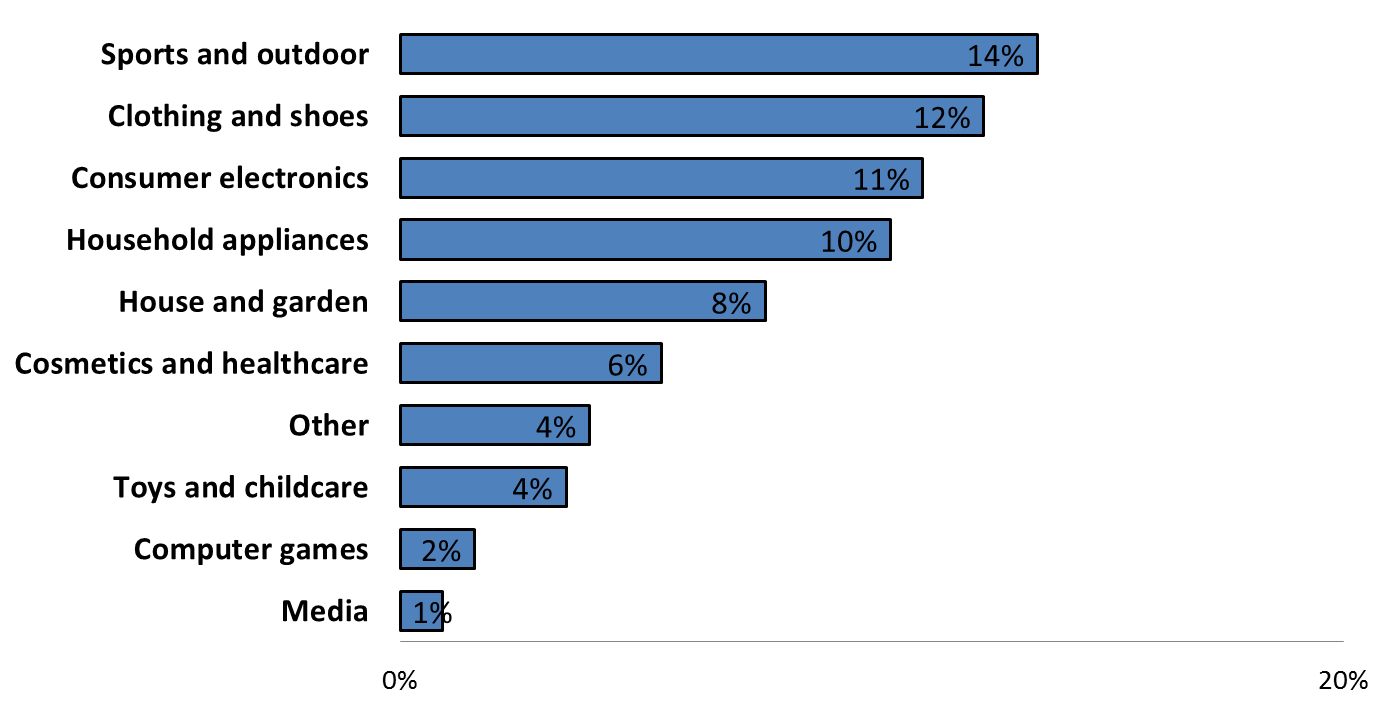 Sports and outdoor 14%
Clothing and shoes 12%
Consumer electronics 11%
Household appliances 10%
House and garden 8%
Cosmetics and healthcare 6%
Other 4%
Toys and childcare 4%
Computer games 2%
Media 1%
0% 20%